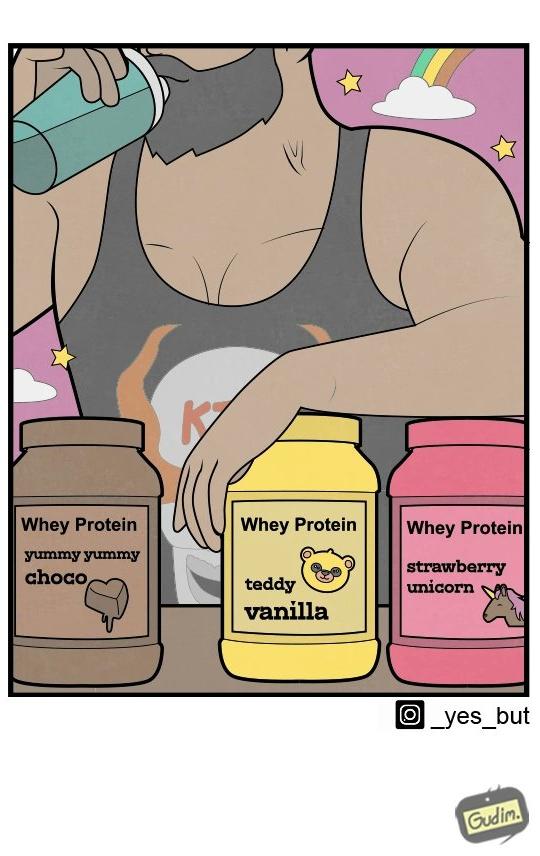 Whey Protein
yummy yummy
choco
Whey Protein
teddy
vanilla
Whey Protein
strawberry
unicorn
_yes_but
Gudim.